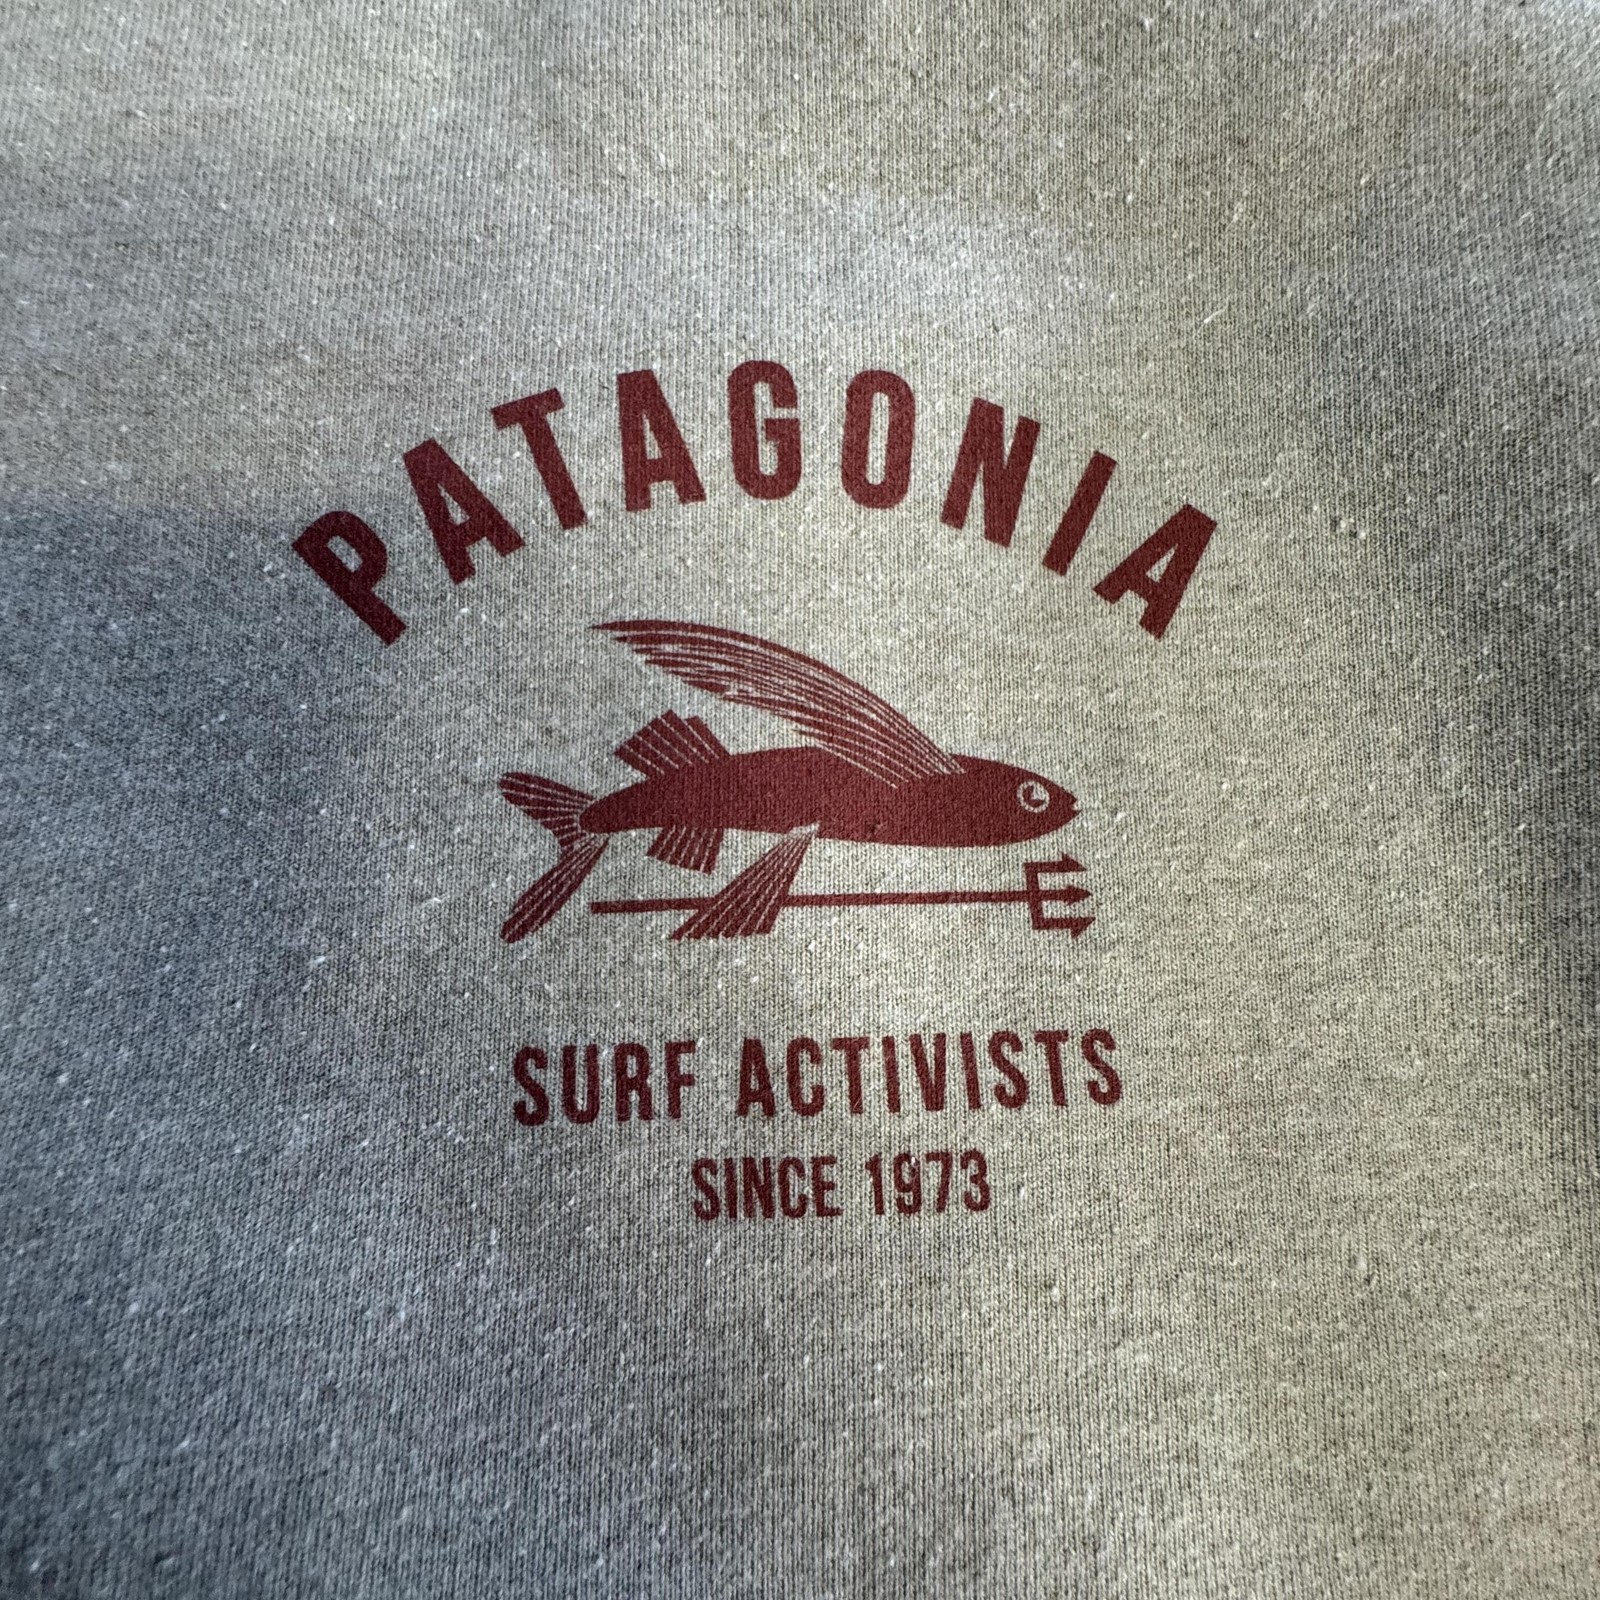 PATAGONIA
SURF ACTIVISTS
SINCE 1973